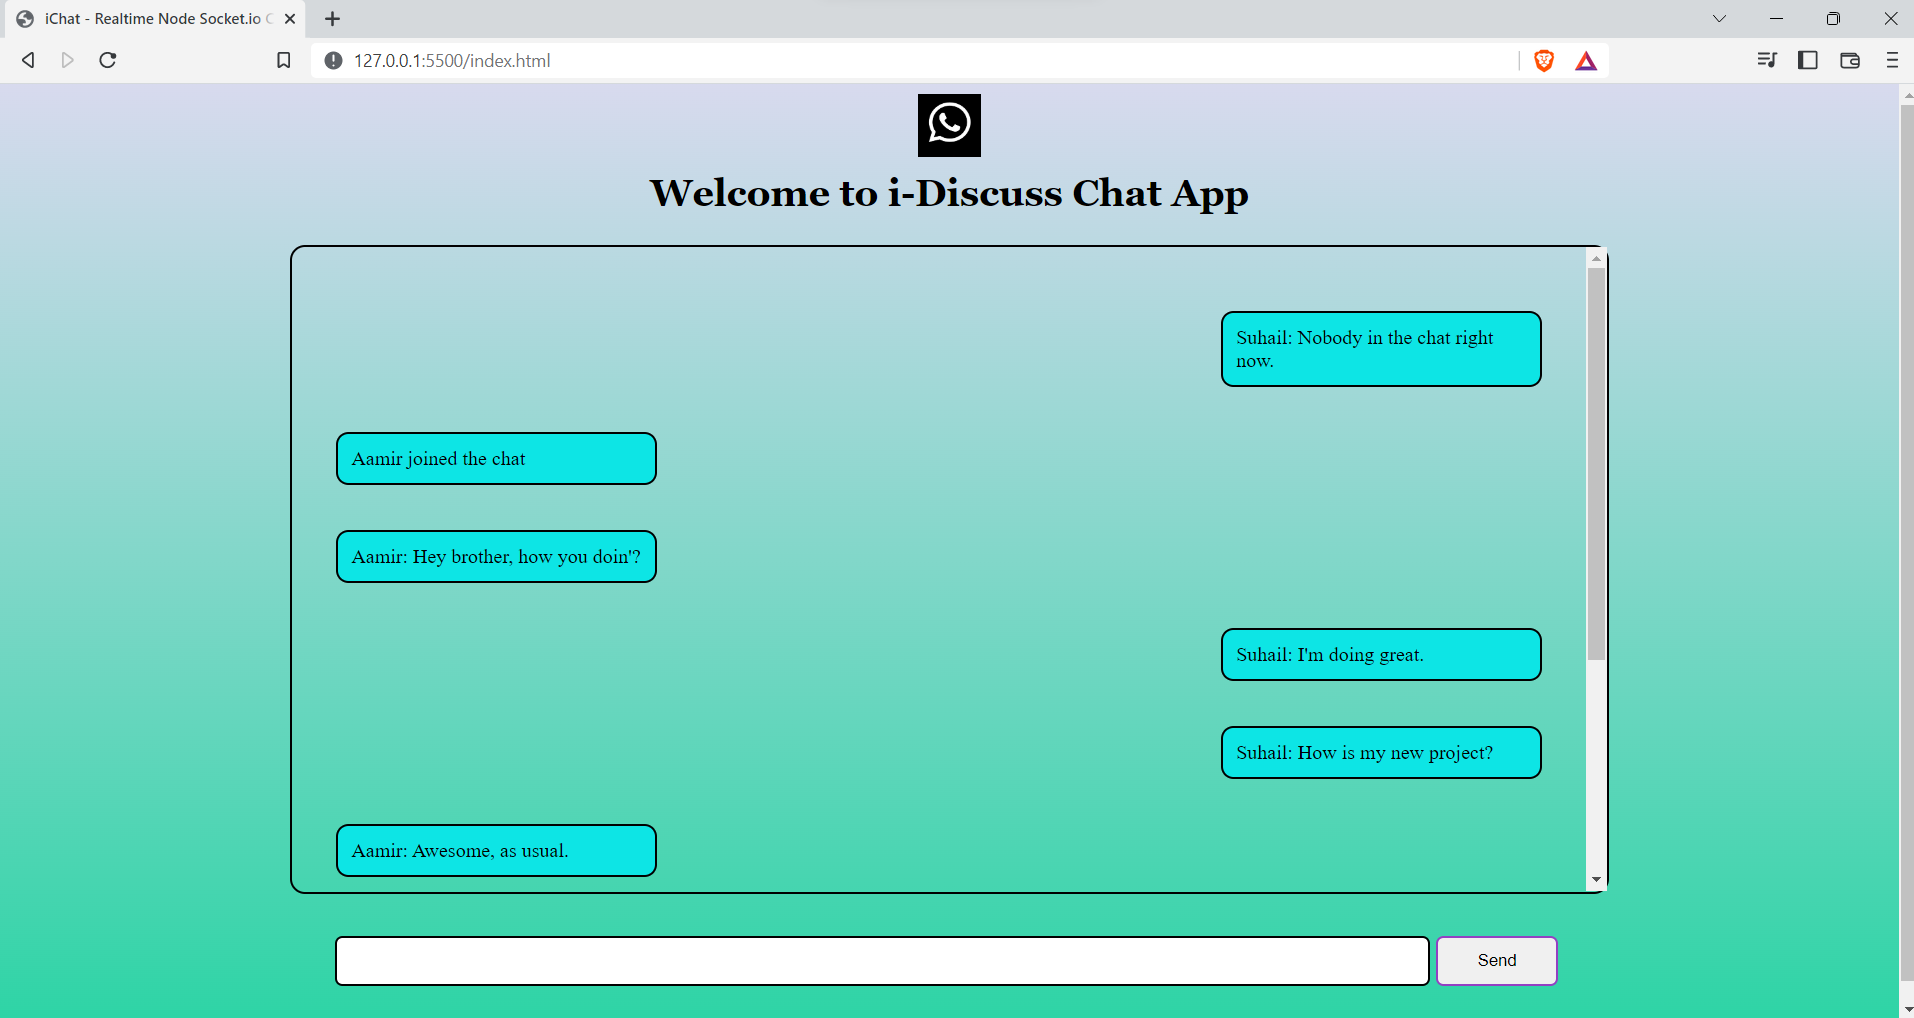 iChat - Realtime Node Socket.io
127.0.0.1:5500/index.html
Welcome to i-Discuss Chat App
Suhail: Nobody in the chat right
now.
Aamir joined the chat
Aamir: Hey brother, how you doin'?
Suhail: I'm doing great.
Suhail: How is my new project?
Aamir: Awesome, as usual.
Send